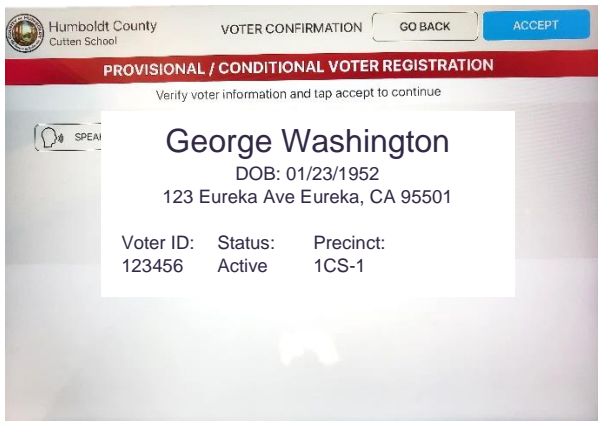 Humboldt County
Cutten School
VOTER CONFIRMATION
GO BACK
ACCEPT
PROVISIONAL / CONDITIONAL VOTER REGISTRATION
Verify voter information and tap accept to continue
George Washington
DOB: 01/23/1952
123 Eureka Ave Eureka, CA 95501
Voter ID: Status: Precinct:
123456 Active 1CS-1